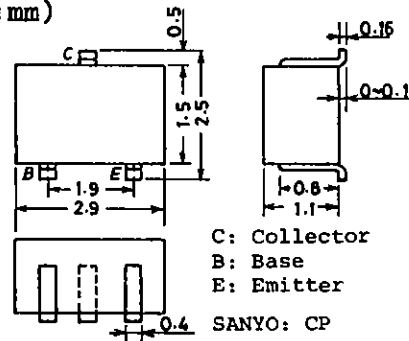 mm)
C
0.5
0.16
0~0.1
1.5
2.5
B
E
1.9
2.9
0.8
1.1
C: Collector
B: Base
E: Emitter
0.4
SANYO: CP